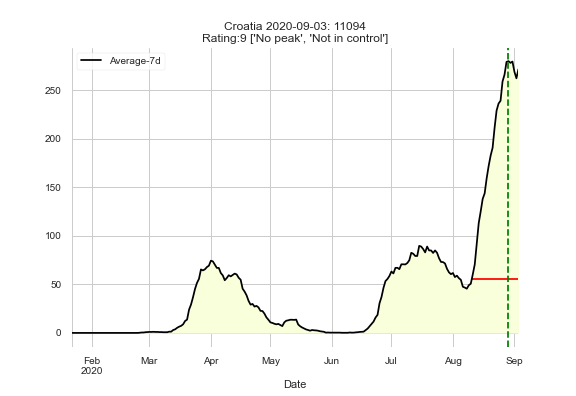 Croatia 2020-09-03: 11094
Rating:9 ['No peak', 'Not in control']
Average-7d
250
200
150
100
50
0
Feb
2020
Mar
Apr
May
Jun
Jul
Aug
Sep
Date